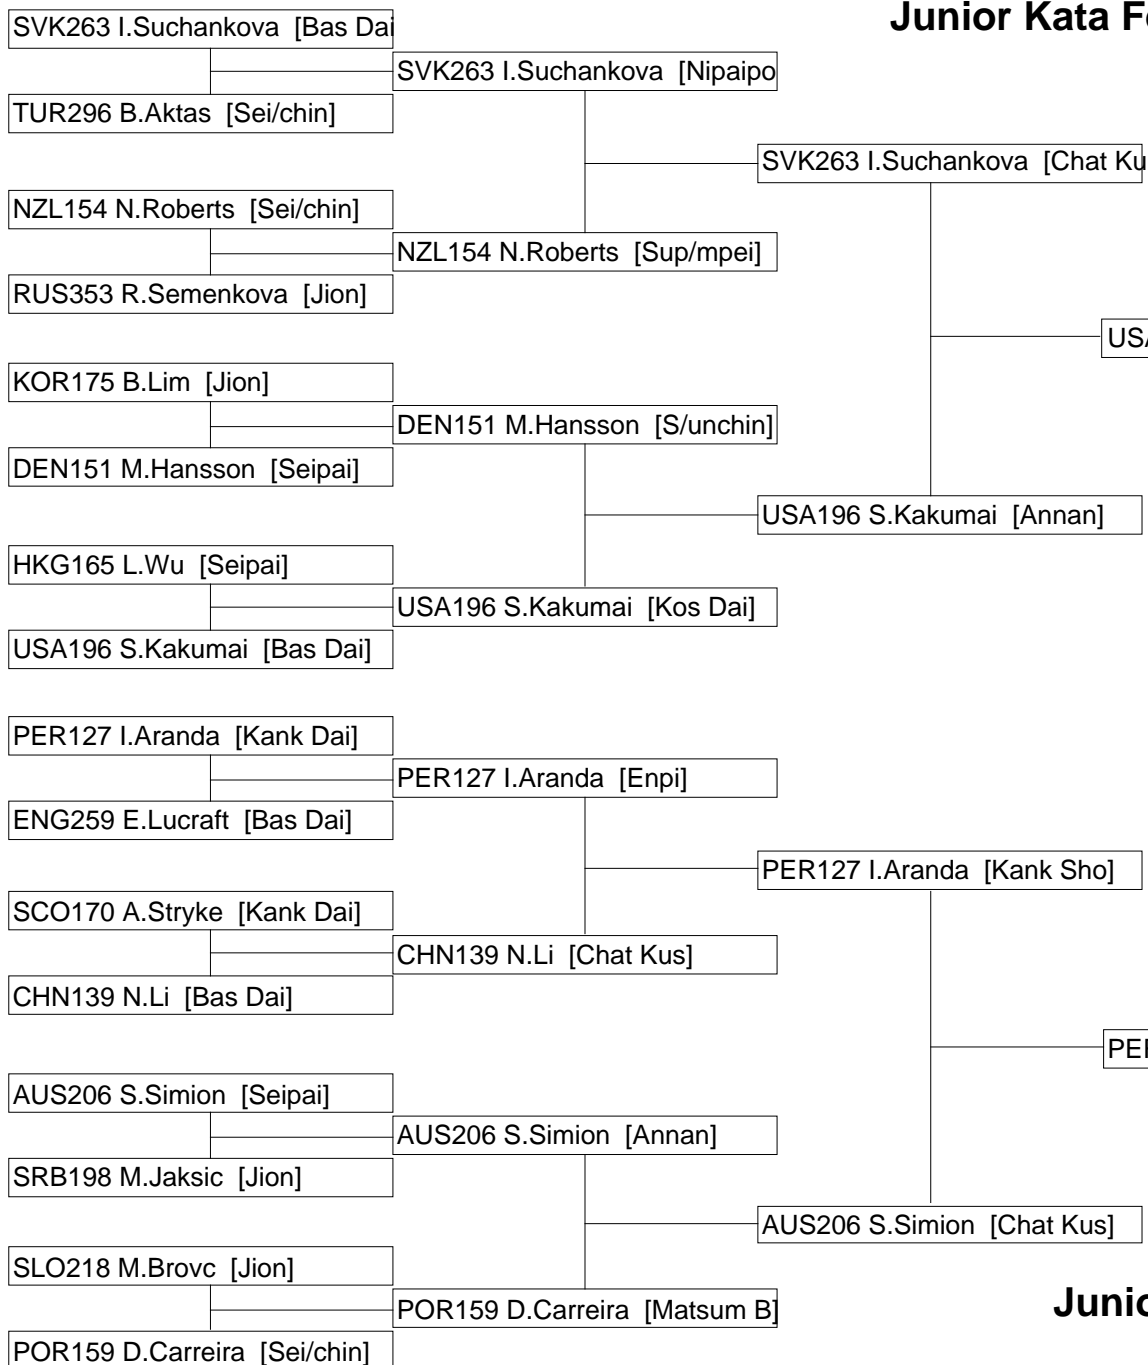 Junior Kata Fe
SVK263 I.Suchankova [Bas Dai
TUR296 B.Aktas [Sei/chin]
NZL154 N.Roberts [Sei/chin]
RUS353 R.Semenkova [Jion]
KOR175 B.Lim [Jion]
DEN151 M.Hansson [Seipai]
HKG165 L.Wu [Seipai]
USA196 S.Kakumai [Bas Dai]
PER127 I.Aranda [Kank Dai]
ENG259 E.Lucraft [Bas Dai]
SCO170 A.Stryke [Kank Dai]
CHN139 N.Li [Bas Dai]
AUS206 S.Simion [Seipai]
SRB198 M.Jaksic [Jion]
SLO218 M.Brovc [Jion]
POR159 D.Carreira [Sei/chin]
SVK263 I.Suchankova [Nipaipo
NZL154 N.Roberts [Sup/mpei]
DEN151 M.Hansson [S/unchin]
USA196 S.Kakumai [Kos Dai]
PER127 I.Aranda [Enpi]
CHN139 N.Li [Chat Kus]
AUS206 S.Simion [Annan]
POR159 D.Carreira [Matsum B]
SVK263 I.Suchankova [Chat Ku
USA196 S.Kakumai [Annan]
PER127 I.Aranda [Kank Sho]
AUS206 S.Simion [Chat Kus]
USA
PER
Junio